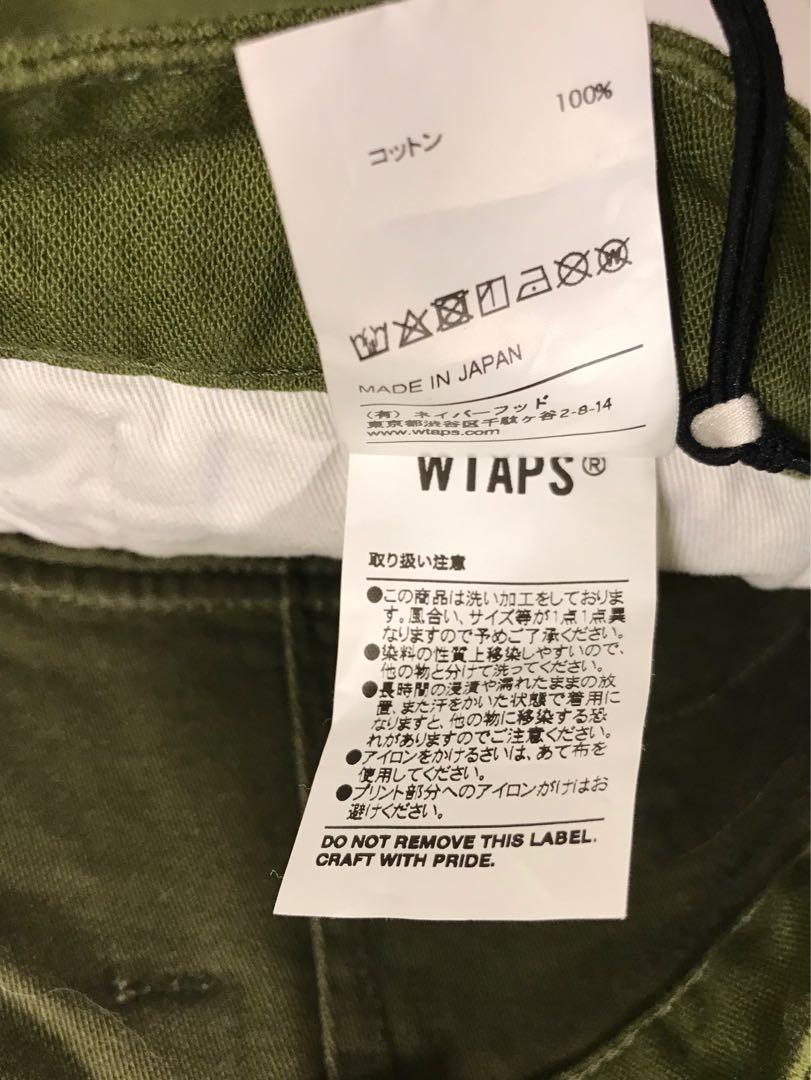 コットン 100%
MADE IN JAPAN
(有) ネイバーフッド
東京都渋谷区千駄ヶ谷2-8-14
www.wtaps.com
WTAPS®
取り扱い注意
●この商品は洗い加工をしておりま
す。風合い、サイズ等が1点1点異
なりますので予めご了承ください。
●染料の性質上移染しやすいので、
他の物と分けて洗ってください。
●長時間の浸漬や濡れたままの放
置、また汗をかいた状態で着用に
なりますと、他の物に移染する恐
れがありますのでご注意ください。
●アイロンをかけるさいは、あて布を
使用してください。
●プリント部分へのアイロンがけはお
避けください。
DO NOT REMOVE THIS LABEL.
CRAFT WITH PRIDE.